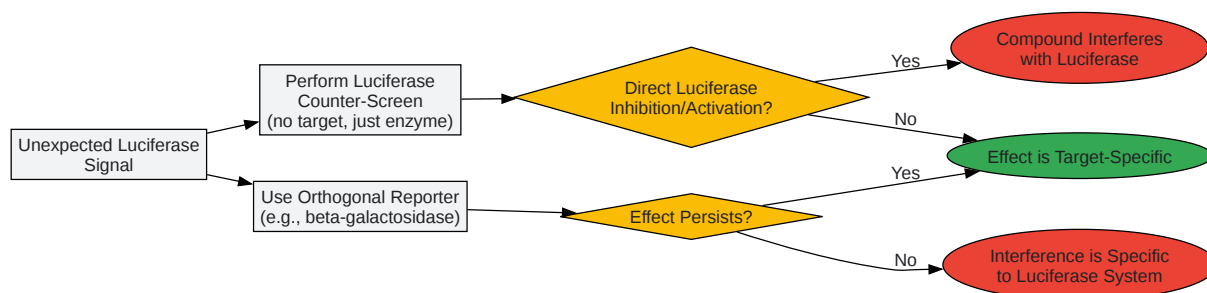 Unexpected Luciferase
Signal
Perform Luciferase
Counter-Screen
(no target, just enzyme)
Use Orthogonal Reporter
(e.g., beta-galactosidase)
Direct Luciferase
Inhibition/Activation?
Effect Persists?
Yes
No
Yes
No
Compound Interferes
with Luciferase
Effect is Target-Specific
Interference is Specific
to Luciferase System